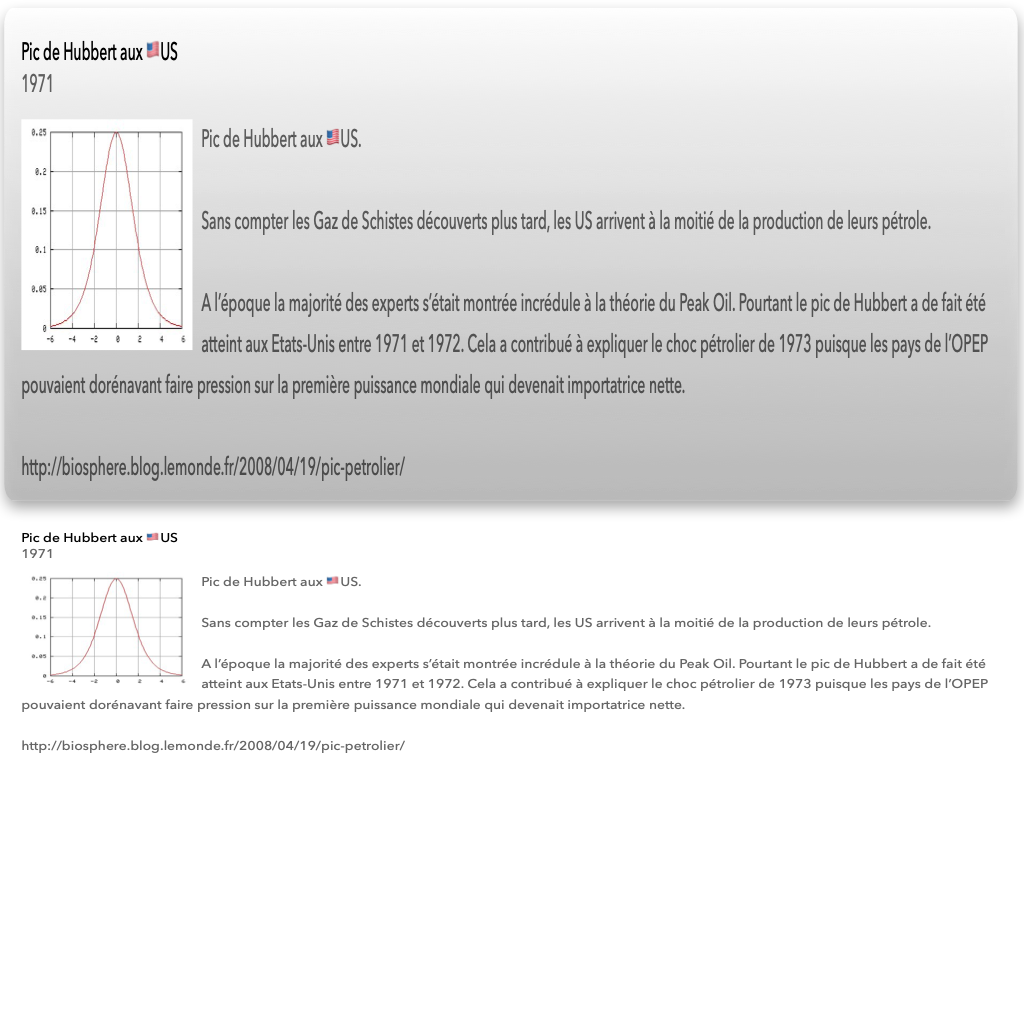 Pic de Hubbert aux 🇺🇸US
1971
0.25
0.2
0.15
0.1
0.05
0
-6 -4 -2 0 2 4 6
Pic de Hubbert aux 🇺🇸US.
Sans compter les Gaz de Schistes découverts plus tard, les US arrivent à la moitié de la production de leurs pétrole.
A l’époque la majorité des experts s’était montrée incrédule à la théorie du Peak Oil. Pourtant le pic de Hubbert a de fait été
atteint aux Etats-Unis entre 1971 et 1972. Cela a contribué à expliquer le choc pétrolier de 1973 puisque les pays de l’OPEP
pouvaient dorénavant faire pression sur la première puissance mondiale qui devenait importatrice nette.
http://biosphere.blog.lemonde.fr/2008/04/19/pic-petrolier/
Pic de Hubbert aux 🇺🇸US
1971
0.25
0.2
0.15
0.1
0.05
0
-6 -4 -2 0 2 4 6
Pic de Hubbert aux 🇺🇸US.
Sans compter les Gaz de Schistes découverts plus tard, les US arrivent à la moitié de la production de leurs pétrole.
A l’époque la majorité des experts s’était montrée incrédule à la théorie du Peak Oil. Pourtant le pic de Hubbert a de fait été
atteint aux Etats-Unis entre 1971 et 1972. Cela a contribué à expliquer le choc pétrolier de 1973 puisque les pays de l’OPEP
pouvaient dorénavant faire pression sur la première puissance mondiale qui devenait importatrice nette.
http://biosphere.blog.lemonde.fr/2008/04/19/pic-petrolier/